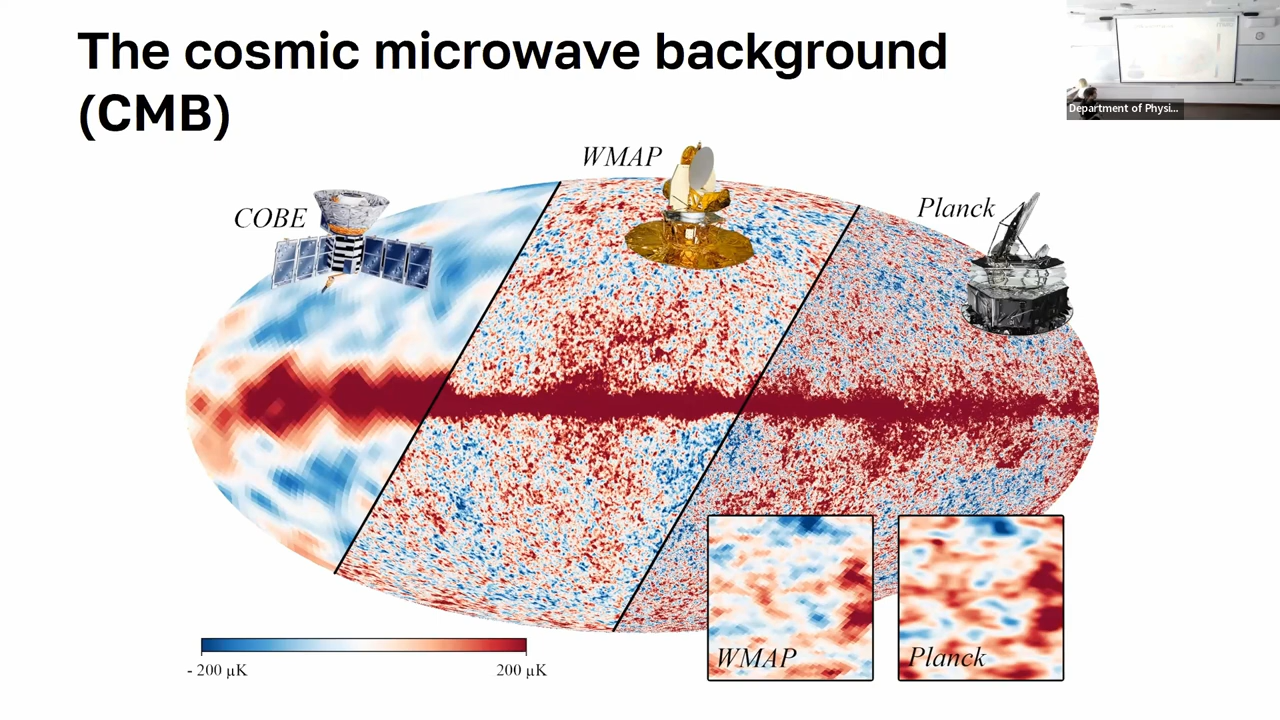 The cosmic microwave background
(CMB)
Department of Physi...
WMAP
COBE
Planck
WMAP
Planck
- 200 µK
200 µK